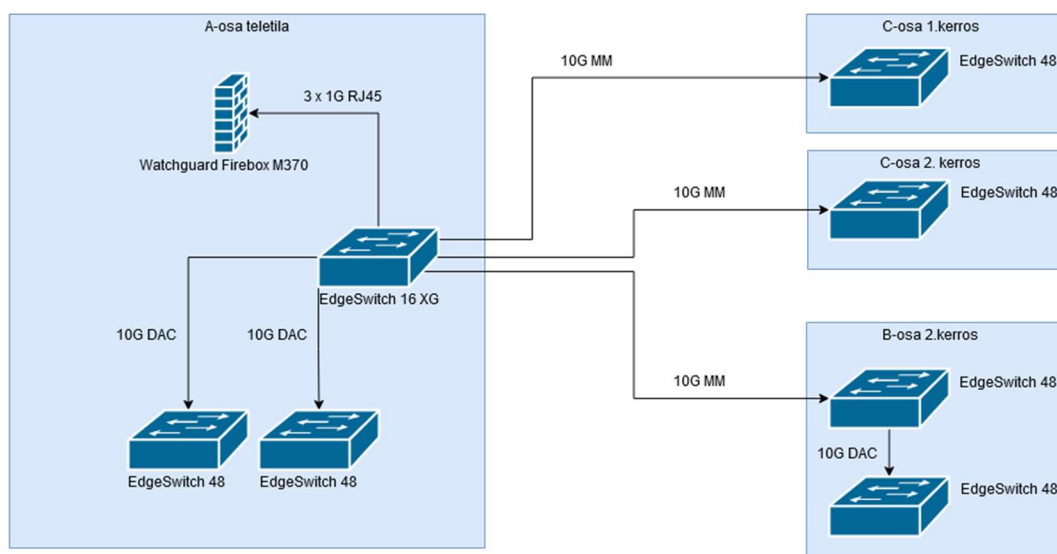 A-osa teletila
3 x 1G RJ45
Watchguard Firebox M370
EdgeSwitch 16 XG
10G DAC
10G DAC
EdgeSwitch 48
EdgeSwitch 48
10G MM
C-osa 1.kerros
EdgeSwitch 48
10G MM
C-osa 2. kerros
EdgeSwitch 48
10G MM
B-osa 2.kerros
EdgeSwitch 48
10G DAC
EdgeSwitch 48